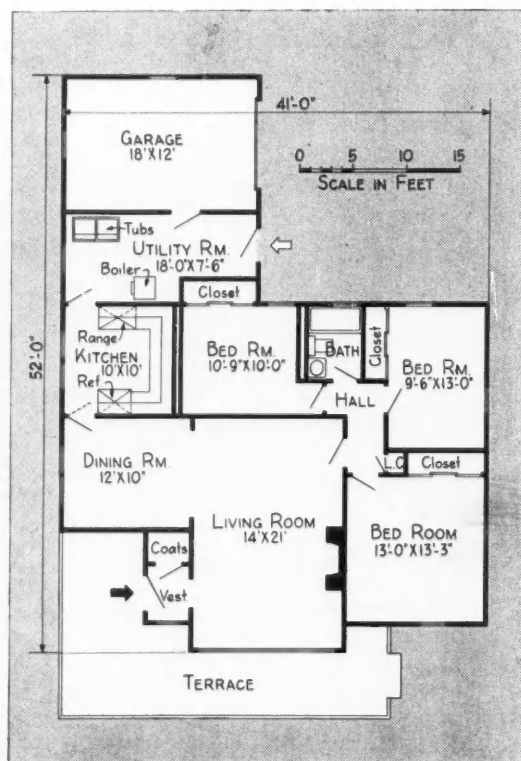 41'-0"
GARAGE
18'X12'
0 5 10 15
SCALE IN FEET
Tubs
UTILITY RM.
18'-0"X7'-6"
Boiler
Closet
Range
KITCHEN
10'X10'
Ref.
BED RM.
10'-9"X10'-0"
BATH
Closet
BED RM.
9'-6"X13'-0"
HALL
52'-0"
DINING RM.
12'X10'
L.C.
Closet
LIVING ROOM
14'X21'
BED ROOM
13'-0"X13'-3"
Coats
Vest.
TERRACE